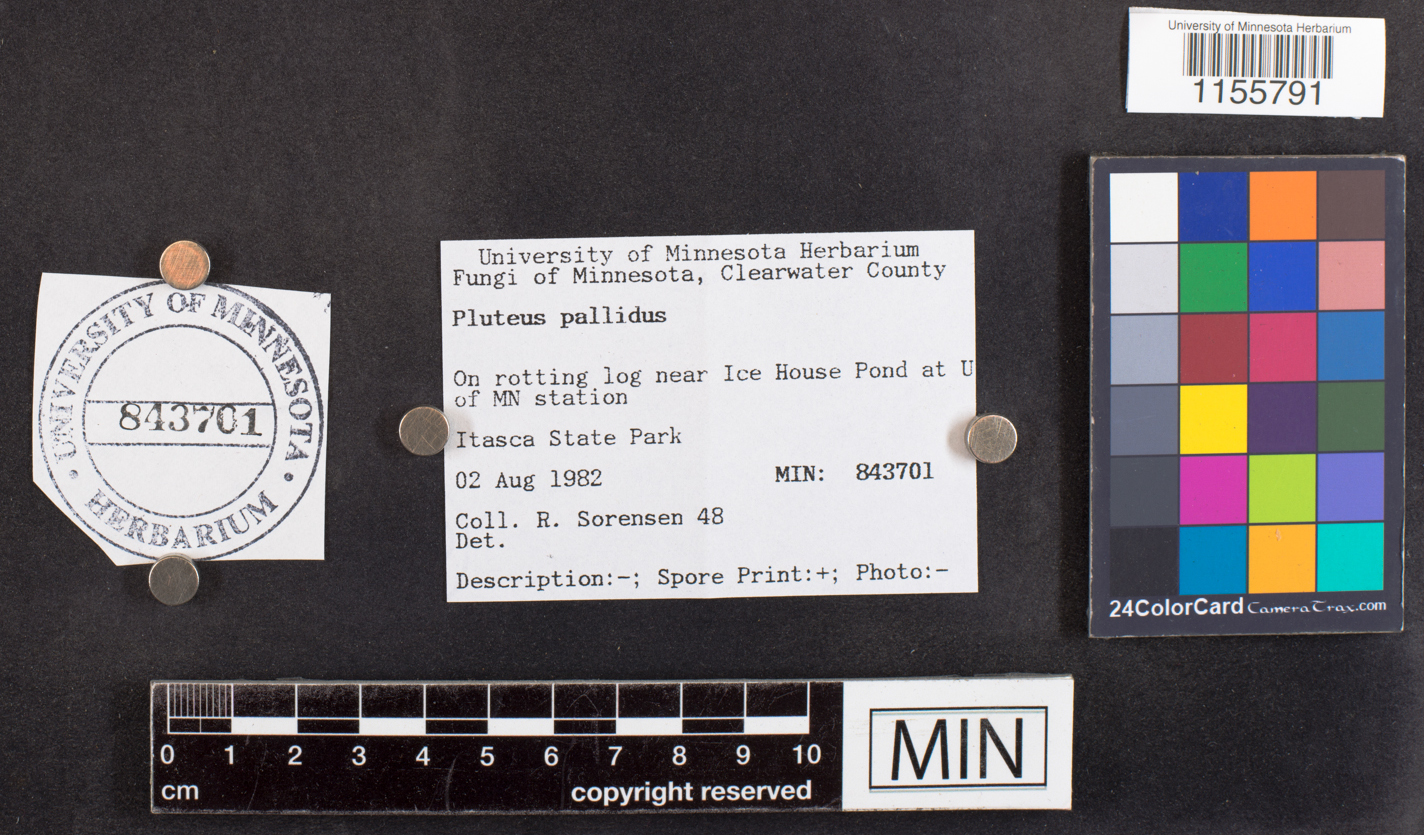 University of Minnesota Herbarium
1155791
UNIVERSITY OF MINNESOTA
843701
HERBARIUM
University of Minnesota Herbarium
Fungi of Minnesota, Clearwater County
Pluteus pallidus
On rotting log near Ice House Pond at U
of MN station
Itasca State Park
02 Aug 1982 MIN: 843701
Coll. R. Sorensen 48
Det.
Description:-; Spore Print:+; Photo:-
24ColorCard CameraTrax.com
0 1 2 3 4 5 6 7 8 9 10
cm copyright reserved
MIN